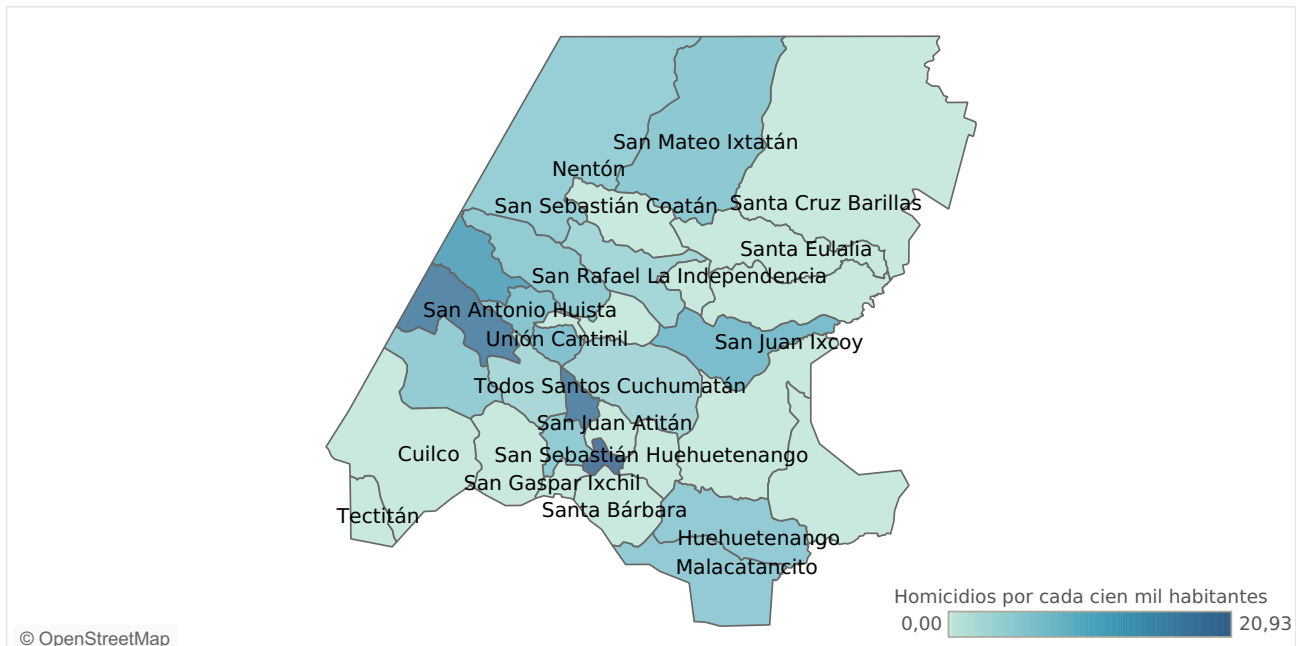 San Mateo Ixtatán
Nentón
San Sebastián Coatán
Santa Cruz Barillas
Santa Eulalia
San Rafael La Independencia
San Antonio Huista
Unión Cantinil
San Juan Ixcoy
Todos Santos Cuchumatán
San Juan Atitán
Cuilco
San Sebastián Huehuetenango
San Gaspar Ixchil
Santa Bárbara
Tectitán
Huehuetenango
Malacatancito
Homicidios por cada cien mil habitantes
0,00
20,93
© OpenStreetMap